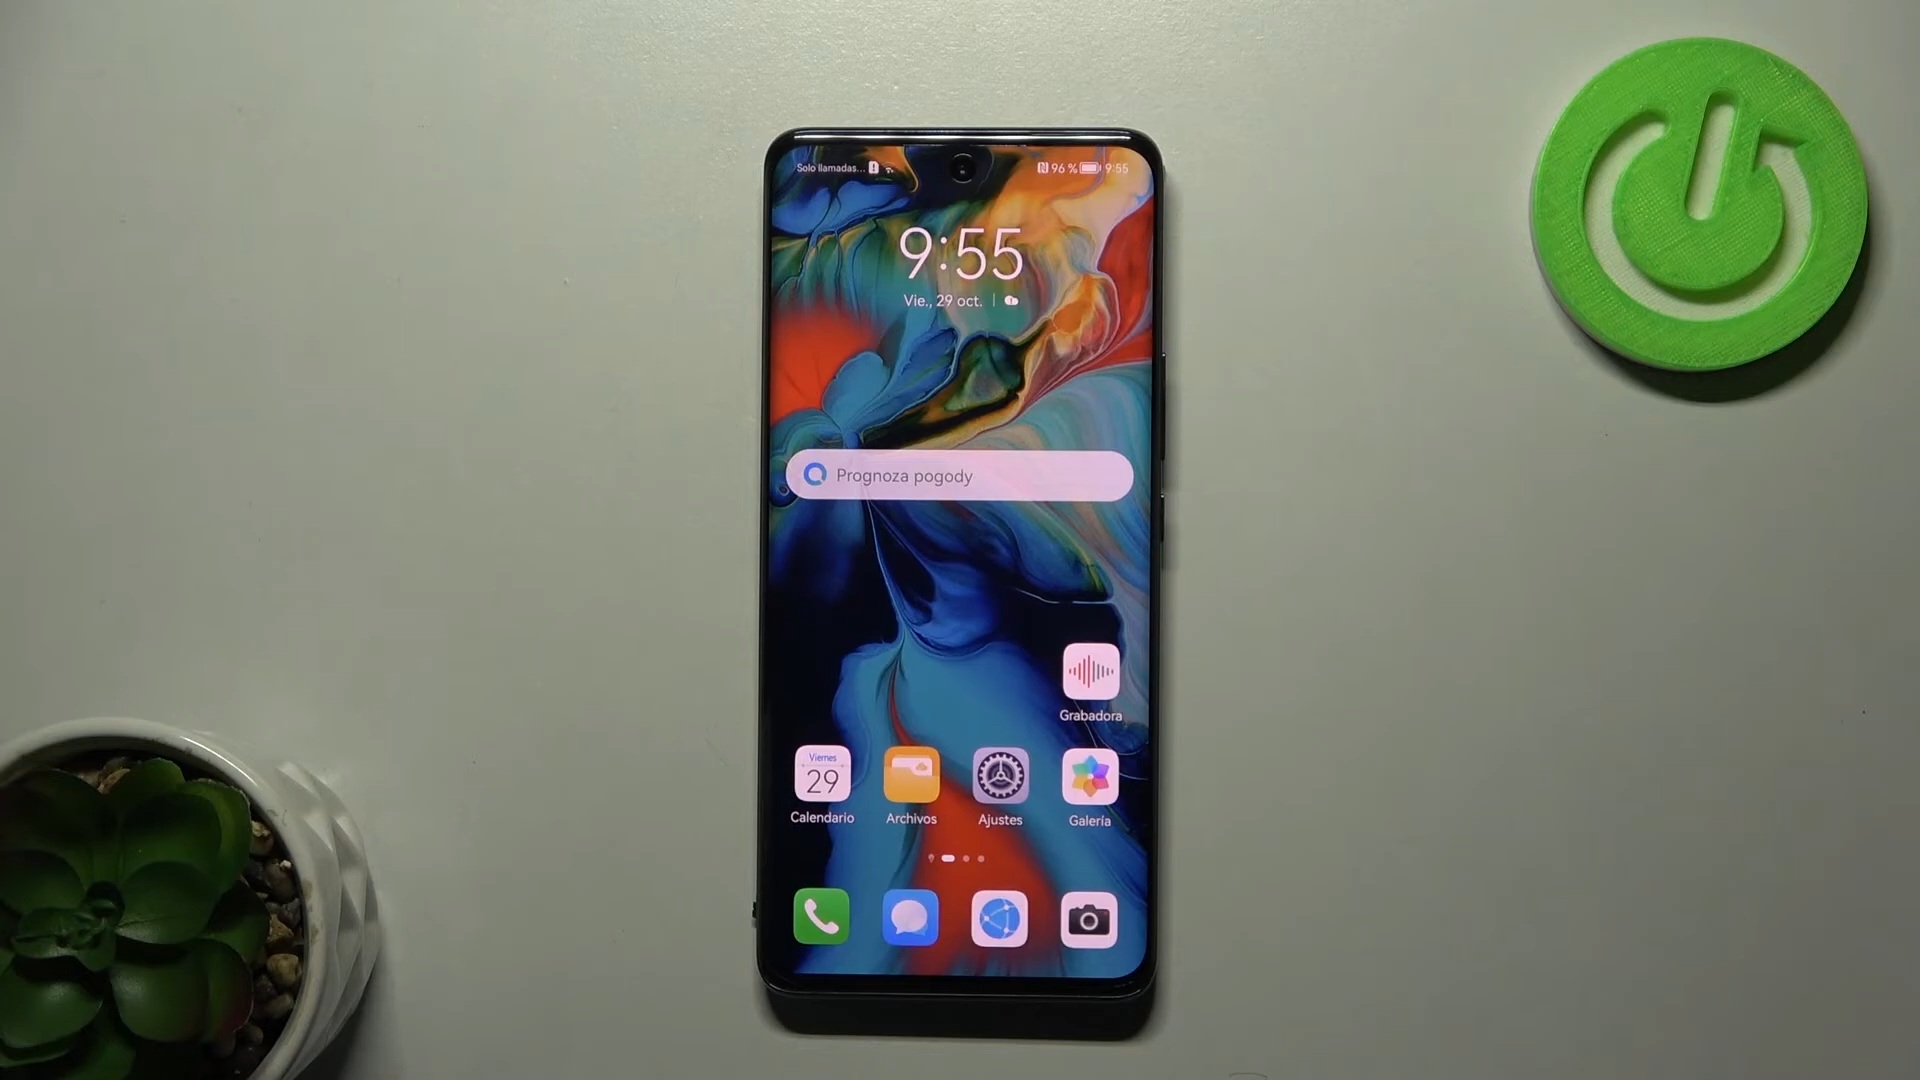 Solo llamadas...
96 % 9:55
9:55
Vie., 29 oct.
Prognoza pogody
Grabadora
Viernes
29
Calendario
Archivos
Ajustes
Galería